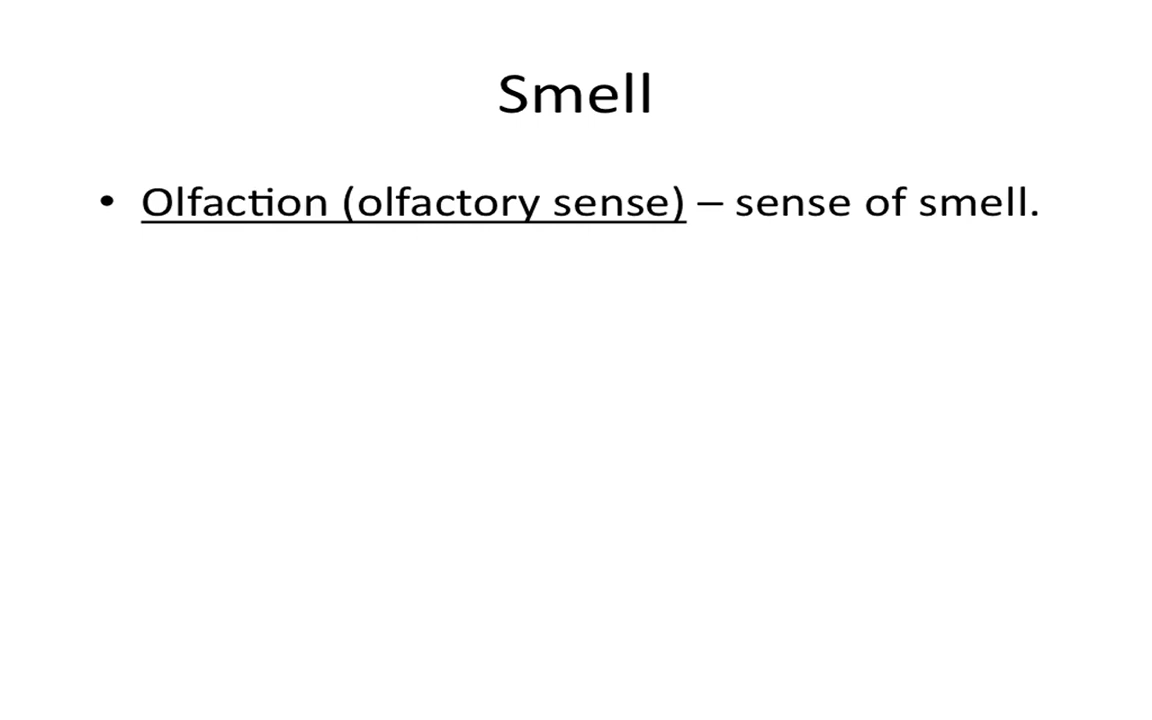 Smell
• Olfaction (olfactory sense) – sense of smell.